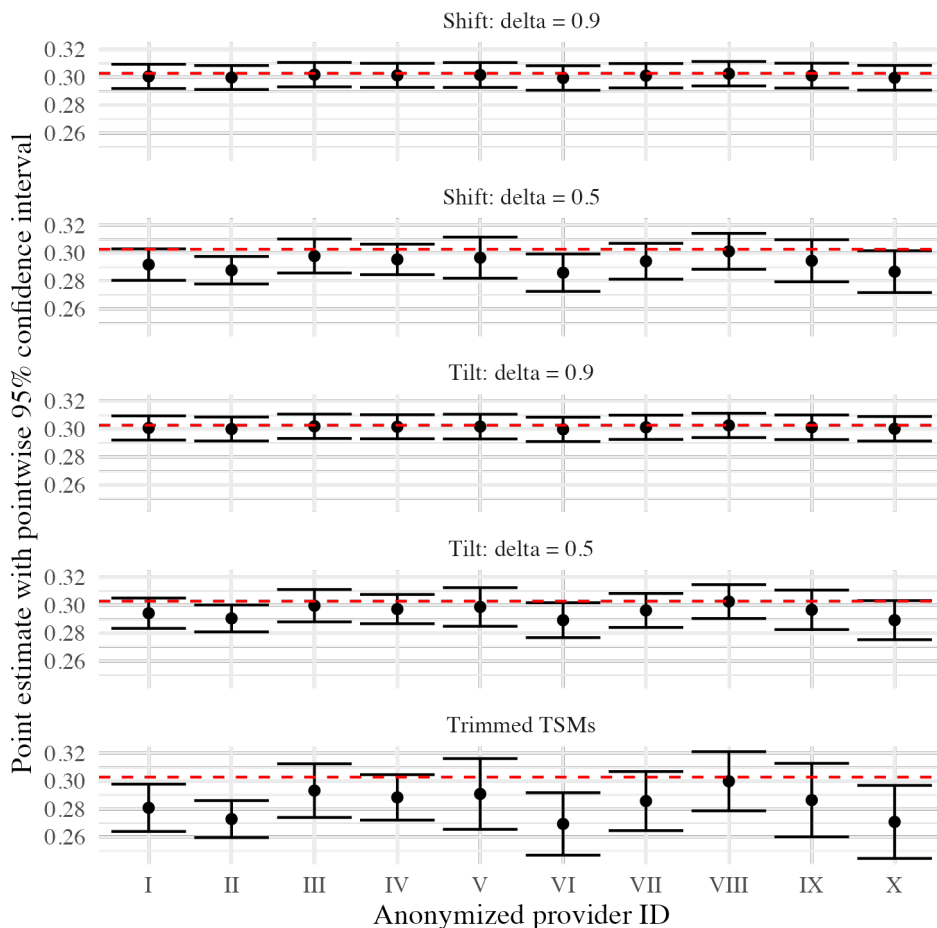 Shift: delta = 0.9
0.32
0.30
0.28
0.26
Shift: delta = 0.5
0.32
0.30
0.28
0.26
Tilt: delta = 0.9
0.32
0.30
0.28
0.26
Tilt: delta = 0.5
0.32
0.30
0.28
0.26
Trimmed TSMs
0.32
0.30
0.28
0.26
I II III IV V VI VII VIII IX X
Anonymized provider ID
Point estimate with pointwise 95% confidence interval